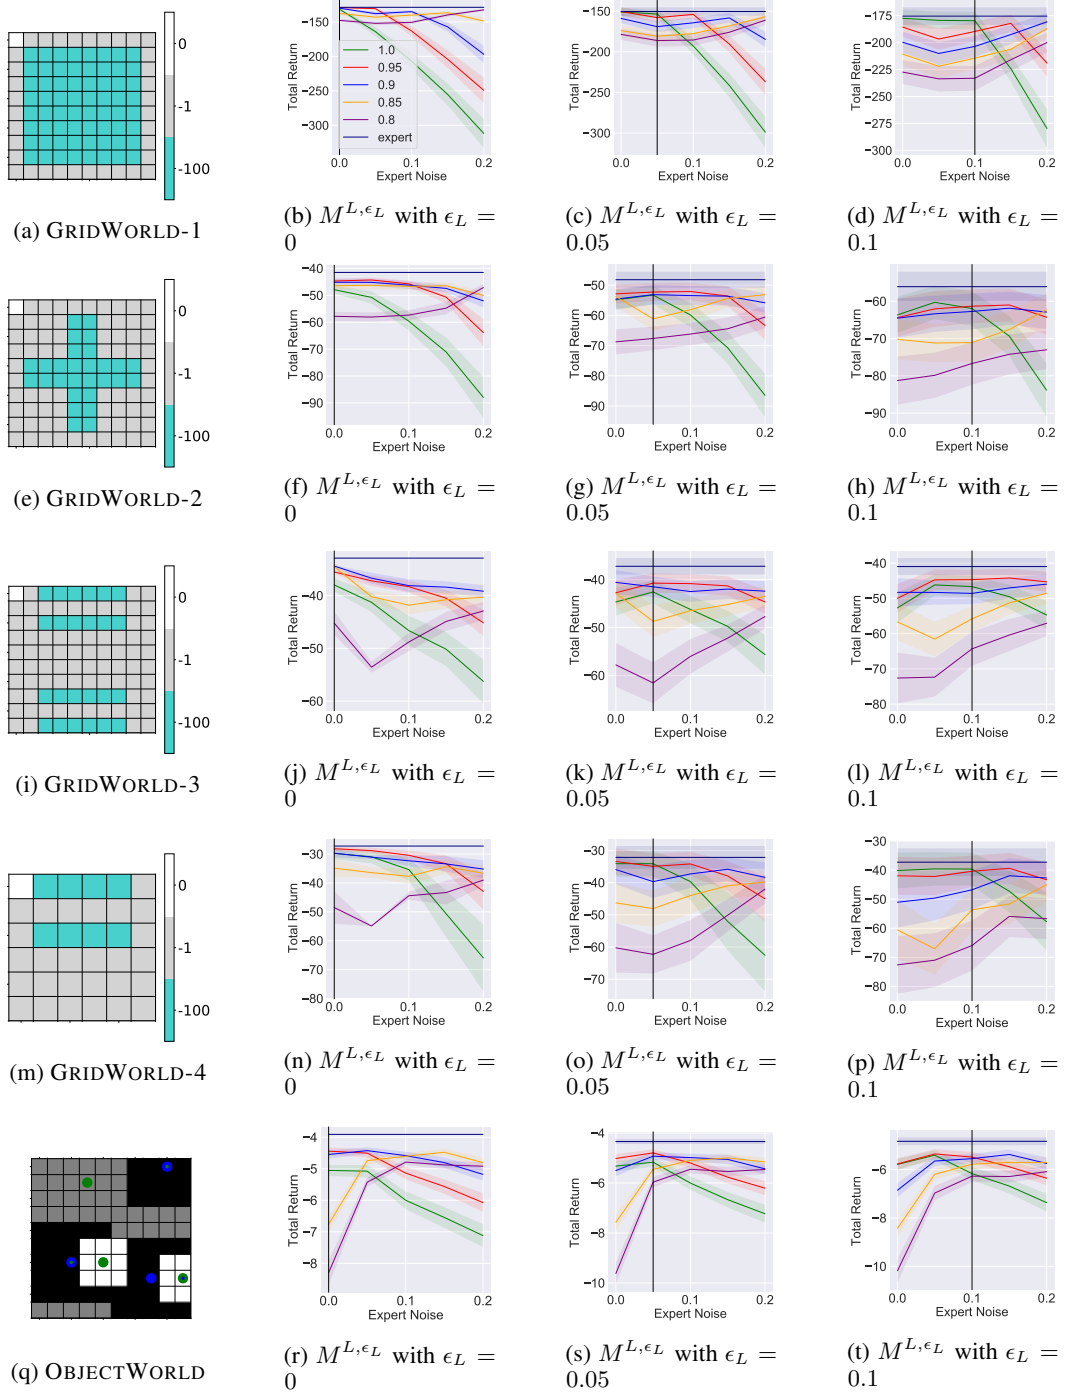 0
-1
-100
(a) GRIDWORLD-1
Total Return
−150
−200
−250
−300
1.0
0.95
0.9
0.85
0.8
expert
0.0 0.1 0.2
Expert Noise
(b) M^{L,ϵ_L} with ϵ_L =
0
Total Return
−150
−200
−250
−300
0.0 0.1 0.2
Expert Noise
(c) M^{L,ϵ_L} with ϵ_L =
0.05
Total Return
−175
−200
−225
−250
−275
−300
0.0 0.1 0.2
Expert Noise
(d) M^{L,ϵ_L} with ϵ_L =
0.1
0
-1
-100
(e) GRIDWORLD-2
Total Return
−40
−50
−60
−70
−80
−90
0.0 0.1 0.2
Expert Noise
(f) M^{L,ϵ_L} with ϵ_L =
0
Total Return
−50
−60
−70
−80
−90
0.0 0.1 0.2
Expert Noise
(g) M^{L,ϵ_L} with ϵ_L =
0.05
Total Return
−60
−70
−80
−90
0.0 0.1 0.2
Expert Noise
(h) M^{L,ϵ_L} with ϵ_L =
0.1
0
-1
-100
(i) GRIDWORLD-3
Total Return
−40
−50
−60
0.0 0.1 0.2
Expert Noise
(j) M^{L,ϵ_L} with ϵ_L =
0
Total Return
−40
−50
−60
0.0 0.1 0.2
Expert Noise
(k) M^{L,ϵ_L} with ϵ_L =
0.05
Total Return
−40
−50
−60
−70
−80
0.0 0.1 0.2
Expert Noise
(l) M^{L,ϵ_L} with ϵ_L =
0.1
0
-1
-100
(m) GRIDWORLD-4
Total Return
−30
−40
−50
−60
−70
−80
0.0 0.1 0.2
Expert Noise
(n) M^{L,ϵ_L} with ϵ_L =
0
Total Return
−30
−40
−50
−60
−70
0.0 0.1 0.2
Expert Noise
(o) M^{L,ϵ_L} with ϵ_L =
0.05
Total Return
−30
−40
−50
−60
−70
−80
0.0 0.1 0.2
Expert Noise
(p) M^{L,ϵ_L} with ϵ_L =
0.1
(q) OBJECTWORLD
Total Return
−4
−5
−6
−7
−8
0.0 0.1 0.2
Expert Noise
(r) M^{L,ϵ_L} with ϵ_L =
0
Total Return
−4
−6
−8
−10
0.0 0.1 0.2
Expert Noise
(s) M^{L,ϵ_L} with ϵ_L =
0.05
Total Return
−6
−8
−10
0.0 0.1 0.2
Expert Noise
(t) M^{L,ϵ_L} with ϵ_L =
0.1